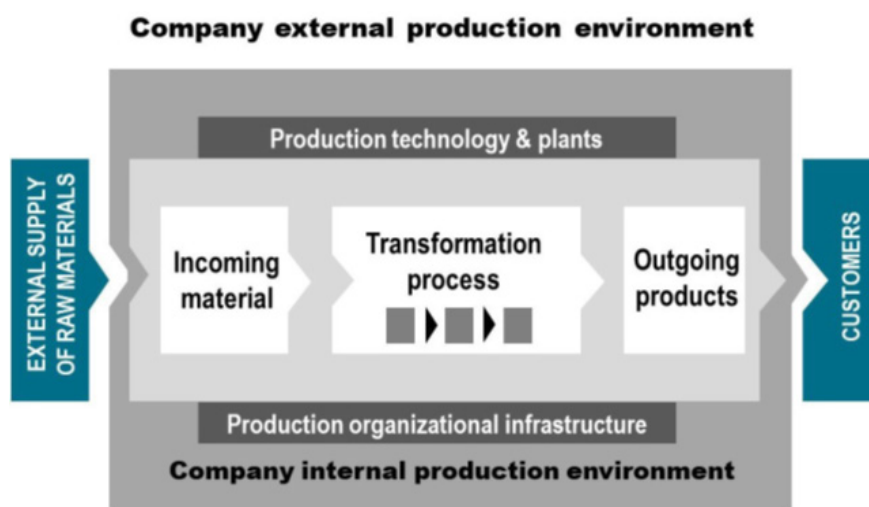 Company external production environment
Production technology & plants
EXTERNAL SUPPLY
OF RAW MATERIALS
Incoming
material
Transformation
process
Outgoing
products
CUSTOMERS
Production organizational infrastructure
Company internal production environment